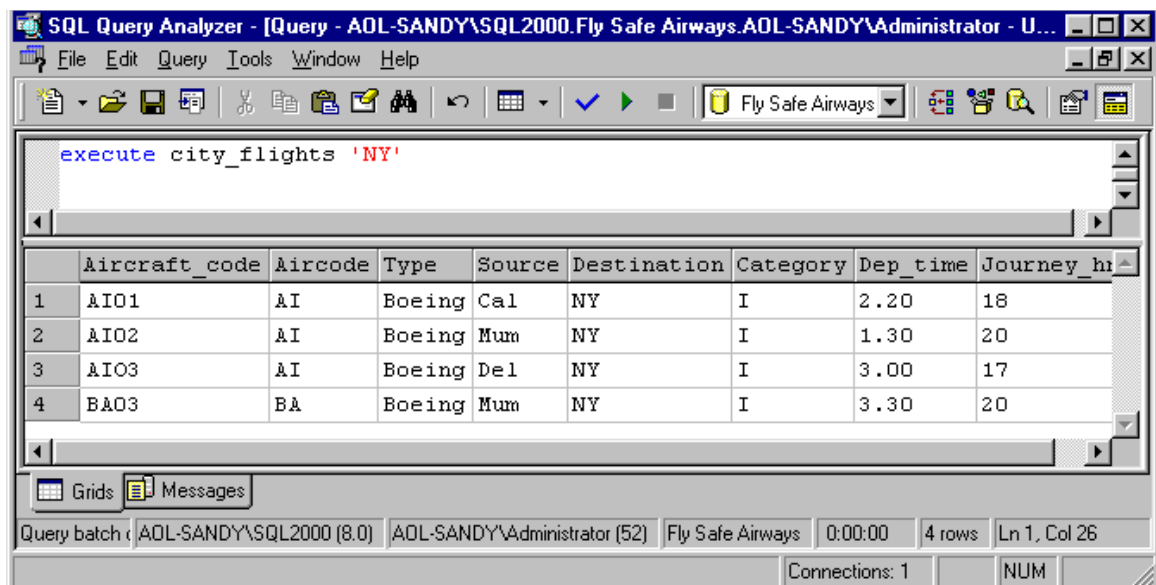 SQL Query Analyzer - [Query - AOL-SANDY\SQL2000.Fly Safe Airways.AOL-SANDY\Administrator - U...
File Edit Query Tools Window Help
Fly Safe Airways
execute city_flights 'NY'
Aircraft_code Aircode Type Source Destination Category Dep_time Journey_hr
1 AI01 AI Boeing Cal NY I 2.20 18
2 AI02 AI Boeing Mum NY I 1.30 20
3 AI03 AI Boeing Del NY I 3.00 17
4 BA03 BA Boeing Mum NY I 3.30 20
Grids Messages
Query batch c AOL-SANDY\SQL2000 (8.0) AOL-SANDY\Administrator (52) Fly Safe Airways 0:00:00 4 rows Ln 1, Col 26
Connections: 1 NUM